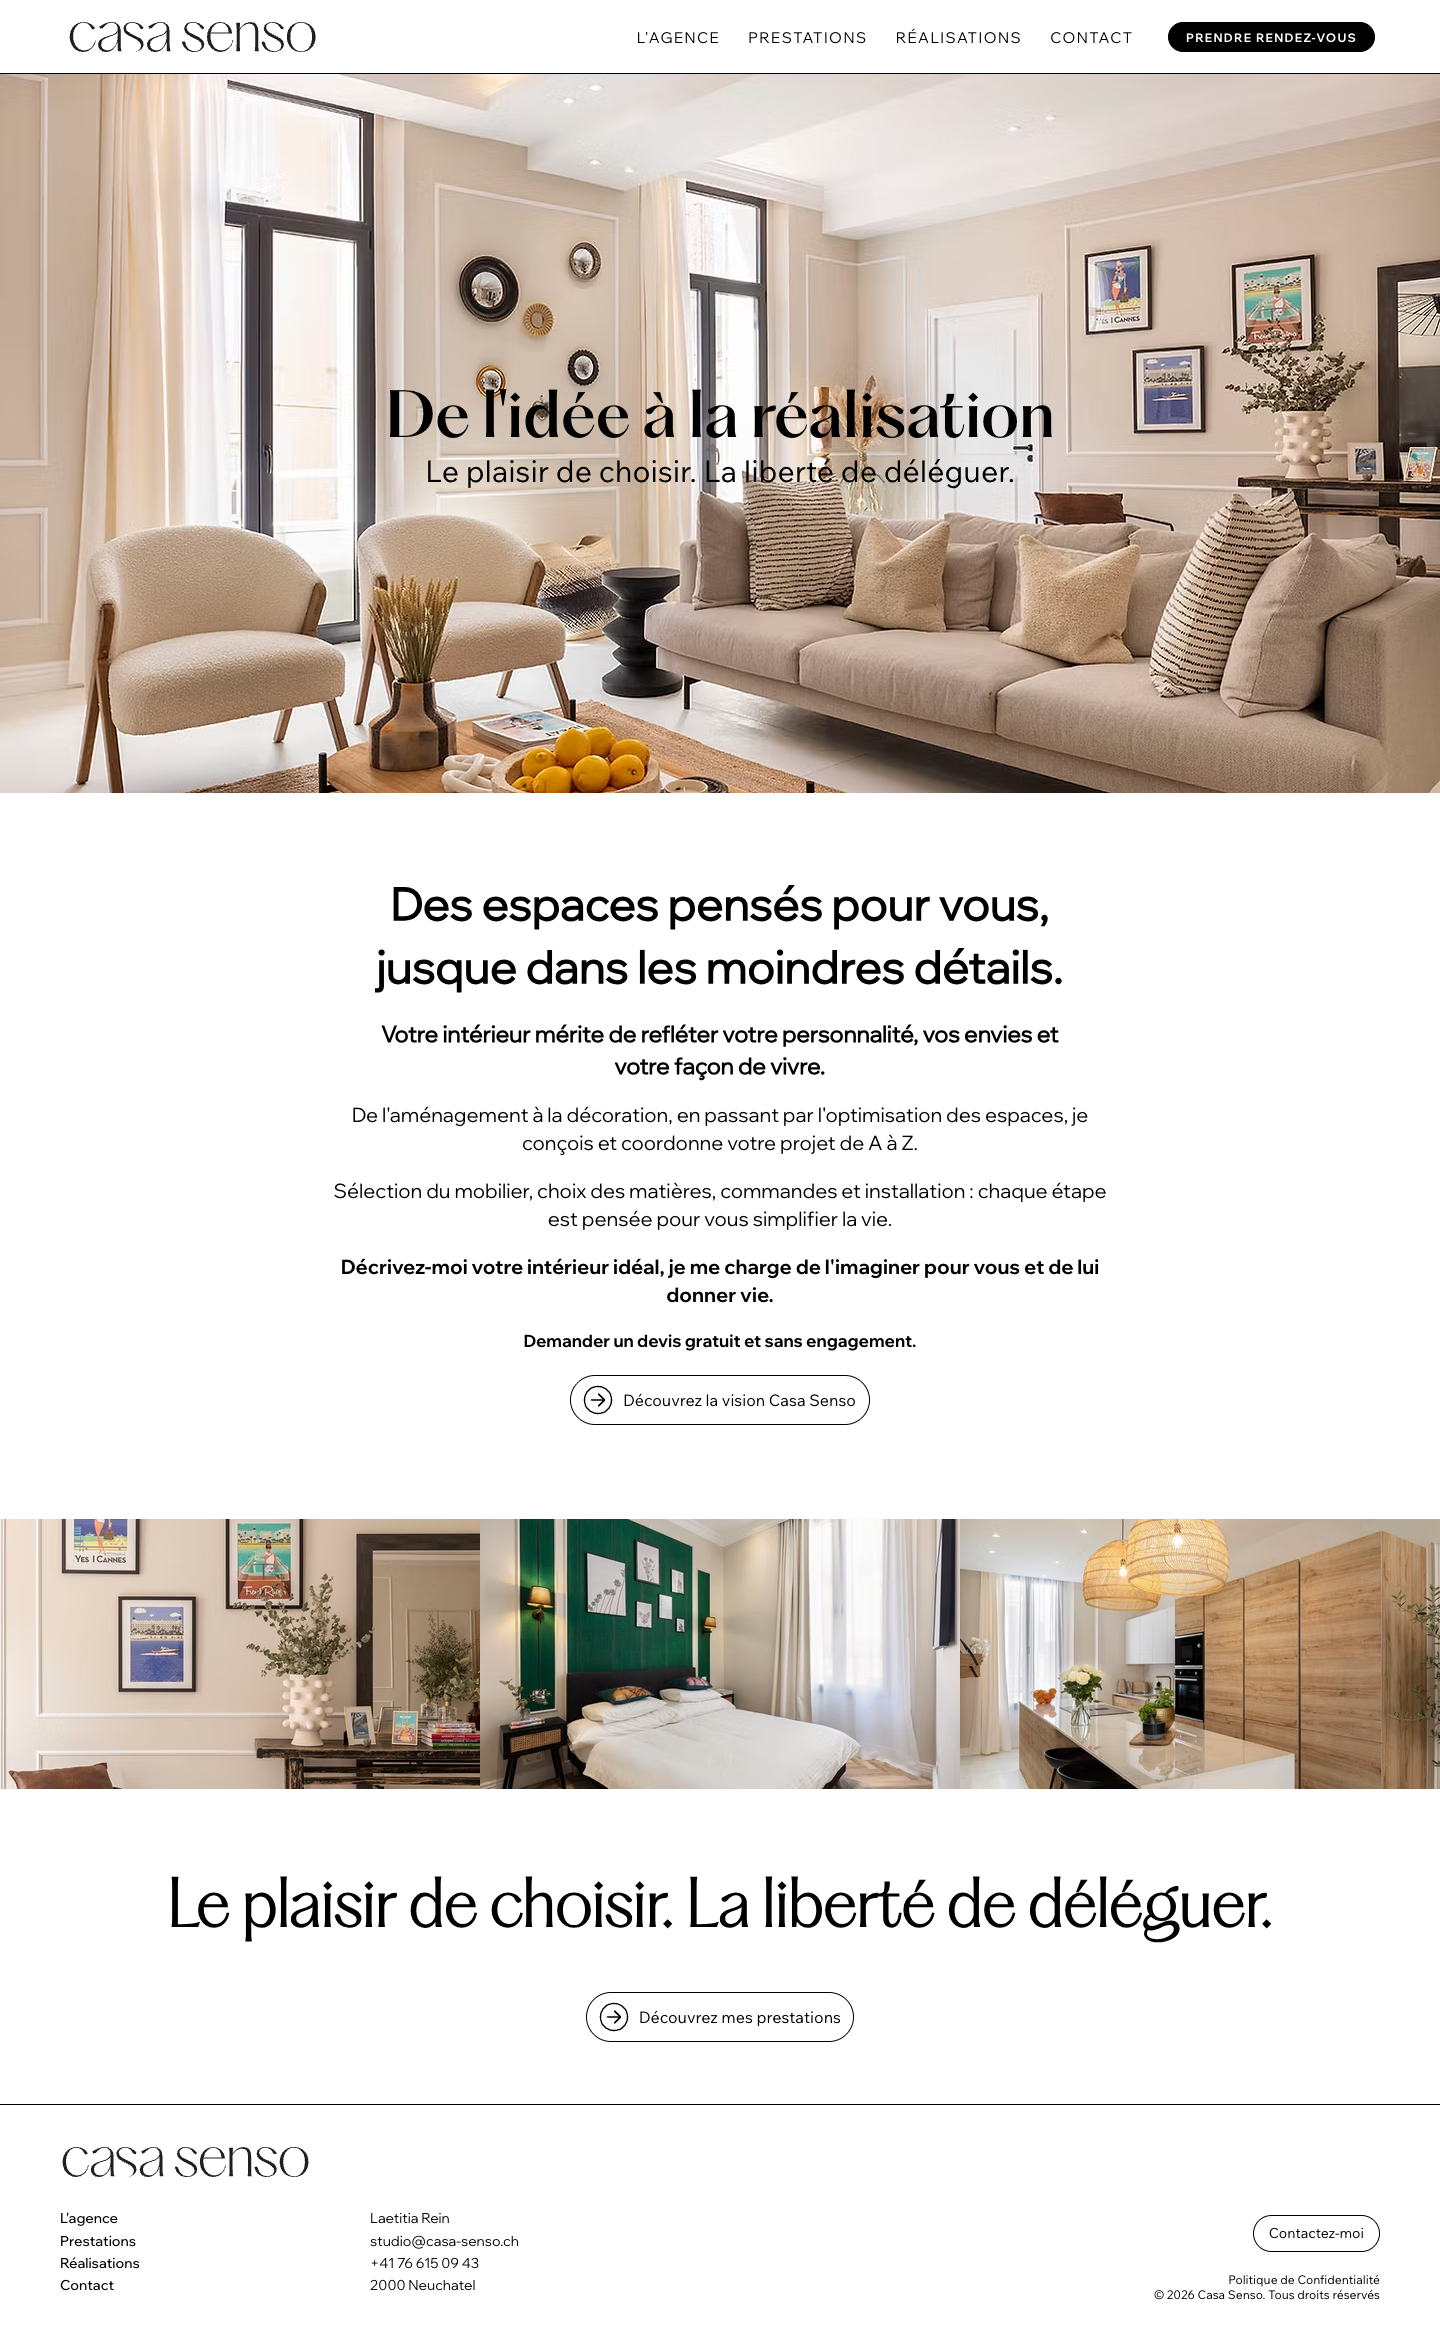 casa senso
L'AGENCE PRESTATIONS RÉALISATIONS CONTACT PRENDRE RENDEZ-VOUS
YES I CANNES
De l'idée à la réalisation
Le plaisir de choisir. La liberté de déléguer.
Des espaces pensés pour vous,
jusque dans les moindres détails.
Votre intérieur mérite de refléter votre personnalité, vos envies et
votre façon de vivre.
De l'aménagement à la décoration, en passant par l'optimisation des espaces, je
conçois et coordonne votre projet de A à Z.
Sélection du mobilier, choix des matières, commandes et installation : chaque étape
est pensée pour vous simplifier la vie.
Décrivez-moi votre intérieur idéal, je me charge de l'imaginer pour vous et de lui
donner vie.
Demander un devis gratuit et sans engagement.
Découvrez la vision Casa Senso
YES I CANNES
Le plaisir de choisir. La liberté de déléguer.
Découvrez mes prestations
casa senso
L'agence
Prestations
Réalisations
Contact
Laetitia Rein
studio@casa-senso.ch
+41 76 615 09 43
2000 Neuchatel
Contactez-moi
Politique de Confidentialité
© 2026 Casa Senso. Tous droits réservés